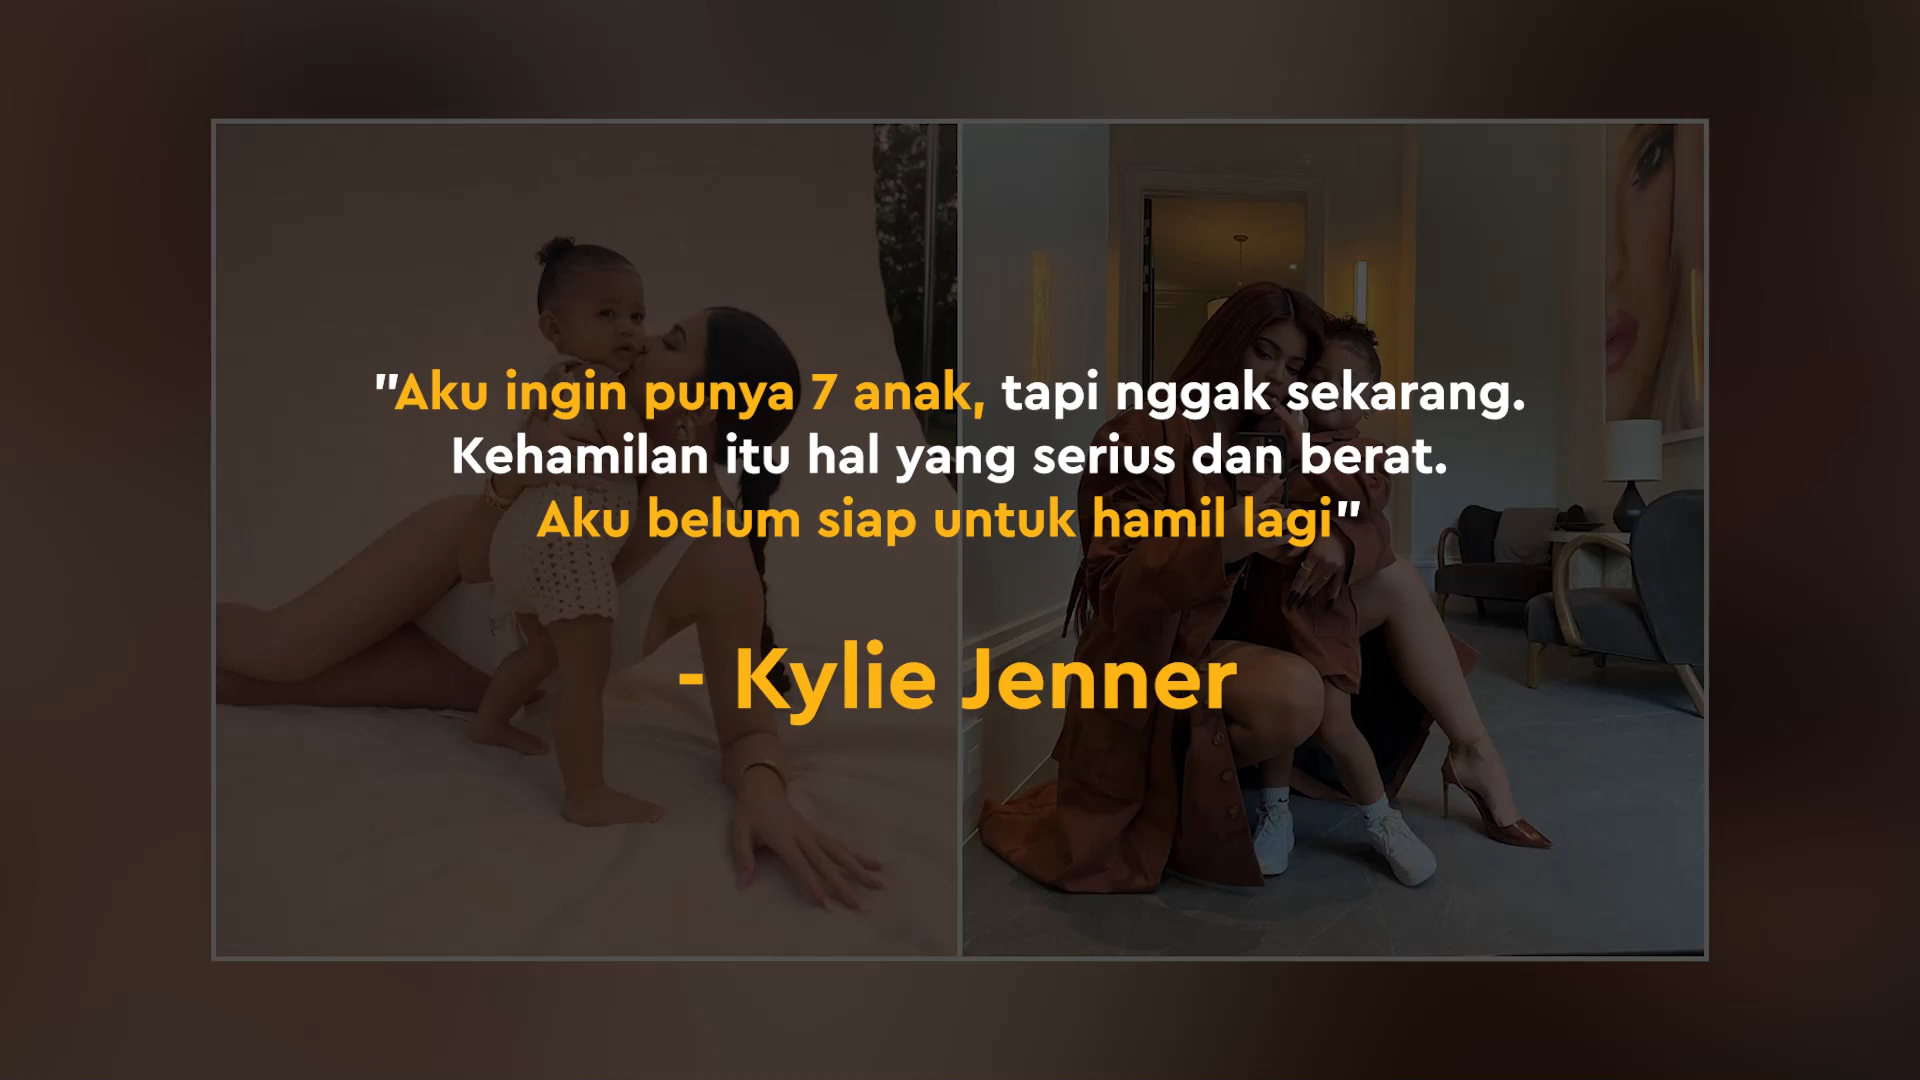 "Aku ingin punya 7 anak, tapi nggak sekarang.
Kehamilan itu hal yang serius dan berat.
Aku belum siap untuk hamil lagi"
- Kylie Jenner